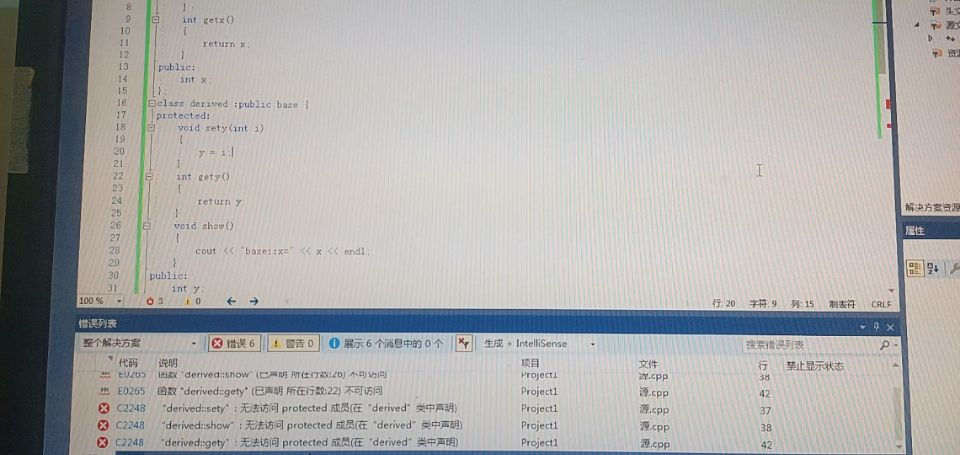 8 }
9 int getx()
10 {
11 return x;
12 }
13 public:
14 int x;
15 };
16 class derived :public base {
17 protected:
18 void sety(int i)
19 {
20 y = i;
21 }
22 int gety()
23 {
24 return y;
25 }
26 void show()
27 {
28 cout << "base::x=" << x << endl;
29 }
30 public:
31 int y;
100 % 3 0 行: 20 字符: 9 列: 15 制表符 CRLF
头文
源文
资源
解决方案资源
属性
错误列表
整个解决方案 错误 6 警告 0 展示 6 个消息中的 0 个 生成 + IntelliSense 搜索错误列表
代码 说明 项目 文件 行 禁止显示状态
E0265 函数 "derived::show" (已声明 所在行数:26) 不可访问 Project1 源.cpp 38
E0265 函数 "derived::gety" (已声明 所在行数:22) 不可访问 Project1 源.cpp 42
C2248 "derived::sety" : 无法访问 protected 成员(在 "derived" 类中声明) Project1 源.cpp 37
C2248 "derived::show" : 无法访问 protected 成员(在 "derived" 类中声明) Project1 源.cpp 38
C2248 "derived::gety" : 无法访问 protected 成员(在 "derived" 类中声明) Project1 源.cpp 42